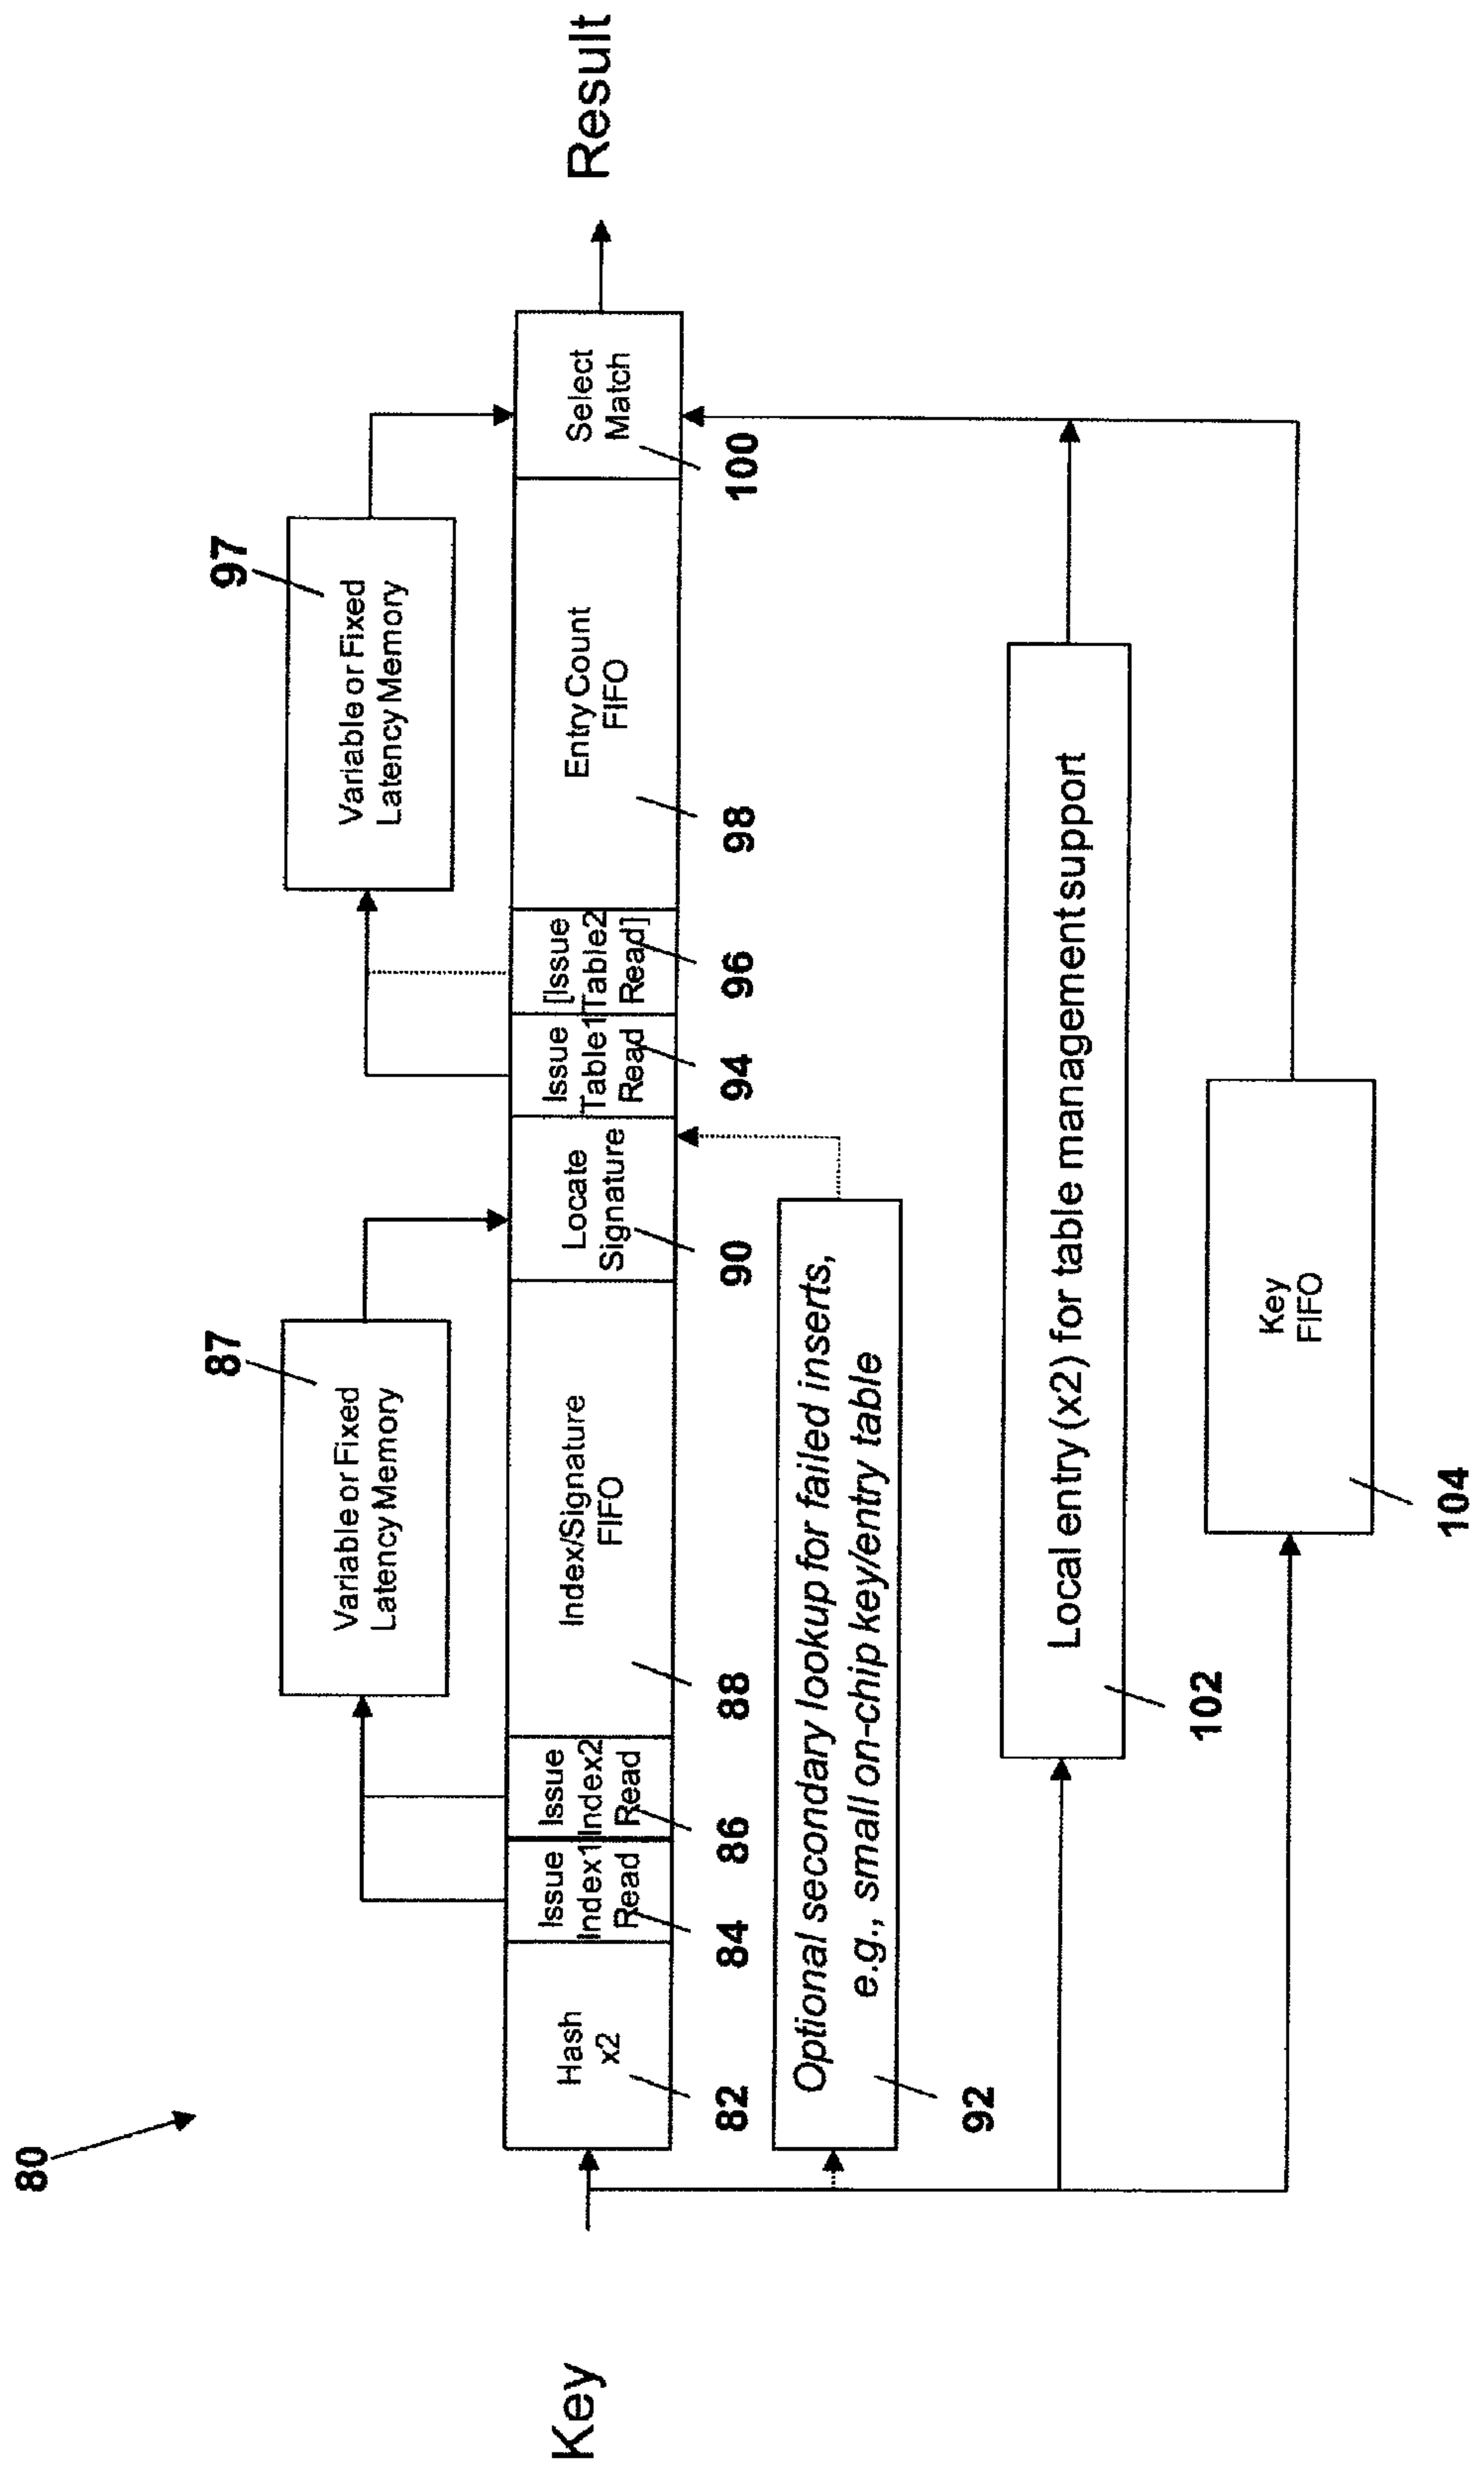 80
Key
Hash
x2
82
Issue
Index1
Read
84
Issue
Index2
Read
86
Variable or Fixed
Latency Memory
87
Index/Signature
FIFO
88
Locate
Signature
90
Optional secondary lookup for failed inserts,
e.g., small on-chip key/entry table
92
Issue
Table1
Read
94
[Issue
Table2
Read]
96
Variable or Fixed
Latency Memory
97
Entry Count
FIFO
98
Select
Match
100
Result
Local entry (x2) for table management support
102
Key
FIFO
104